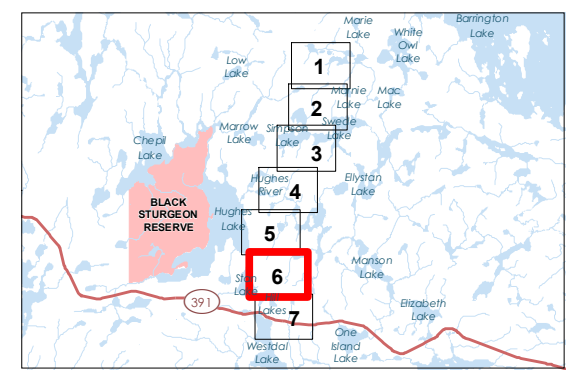 Marie
Lake
Barrington
Lake
White
Owl
Lake
Low
Lake
1
Marnie
Lake
Mac
Lake
2
Marrow
Lake
Simpson
Lake
Swede
Lake
Chepil
Lake
3
Hughes
River
4
Ellystan
Lake
BLACK
STURGEON
RESERVE
Hughes
Lake
5
6
Manson
Lake
Stan
Lake
391
Lakes
7
Elizabeth
Lake
Westdal
Lake
One
Island
Lake